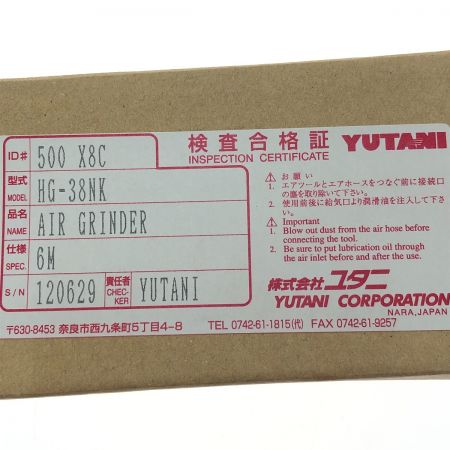 検査合格証
INSPECTION CERTIFICATE
YUTANI
ID# 500 X8C
型式 MODEL HG-38NK
品名 NAME AIR GRINDER
仕様 SPEC. 6M
S/N 120629 責任者 CHEC-KER YUTANI
⚠ お願い
1. エアツールとエアホースをつなぐ前に接続口
の塵を取り除いて下さい。
2. 使用前後に給気口より潤滑油を注入して下さ
い。
⚠ Important
1. Blow out dust from the air hose before
connecting the tool.
2. Be sure to put lubrication oil through
the air inlet before and after the use.
株式会社 ユタニ
YUTANI CORPORATION
NARA, JAPAN
〒630-8453 奈良市西九条町5丁目4-8 TEL 0742-61-1815(代) FAX 0742-61-9257